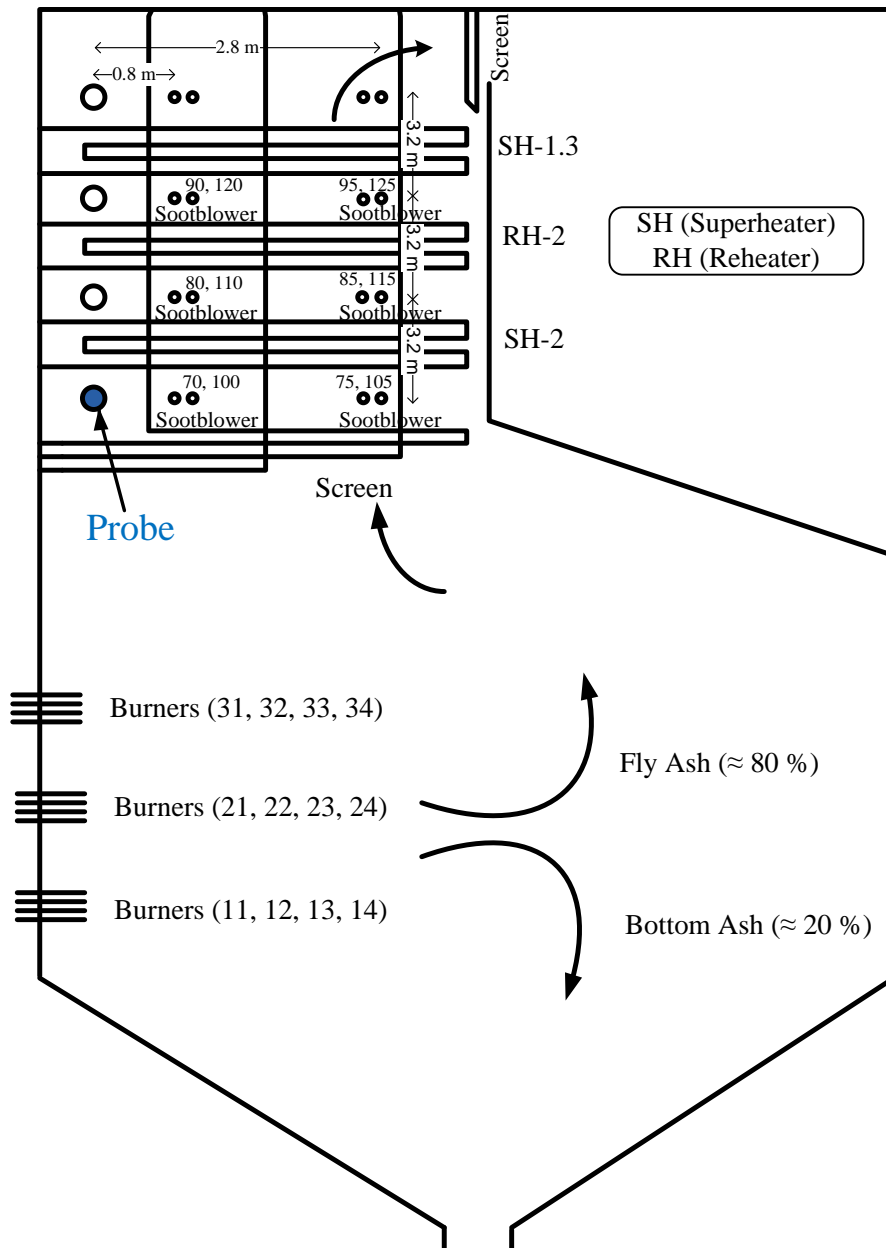 2.8 m
0.8 m
Screen
3.2 m
SH-1.3
90, 120
95, 125
Sootblower
Sootblower
3.2 m
RH-2
SH (Superheater)
RH (Reheater)
80, 110
85, 115
Sootblower
Sootblower
3.2 m
SH-2
70, 100
75, 105
Sootblower
Sootblower
Screen
Probe
Burners (31, 32, 33, 34)
Fly Ash (≈ 80 %)
Burners (21, 22, 23, 24)
Burners (11, 12, 13, 14)
Bottom Ash (≈ 20 %)